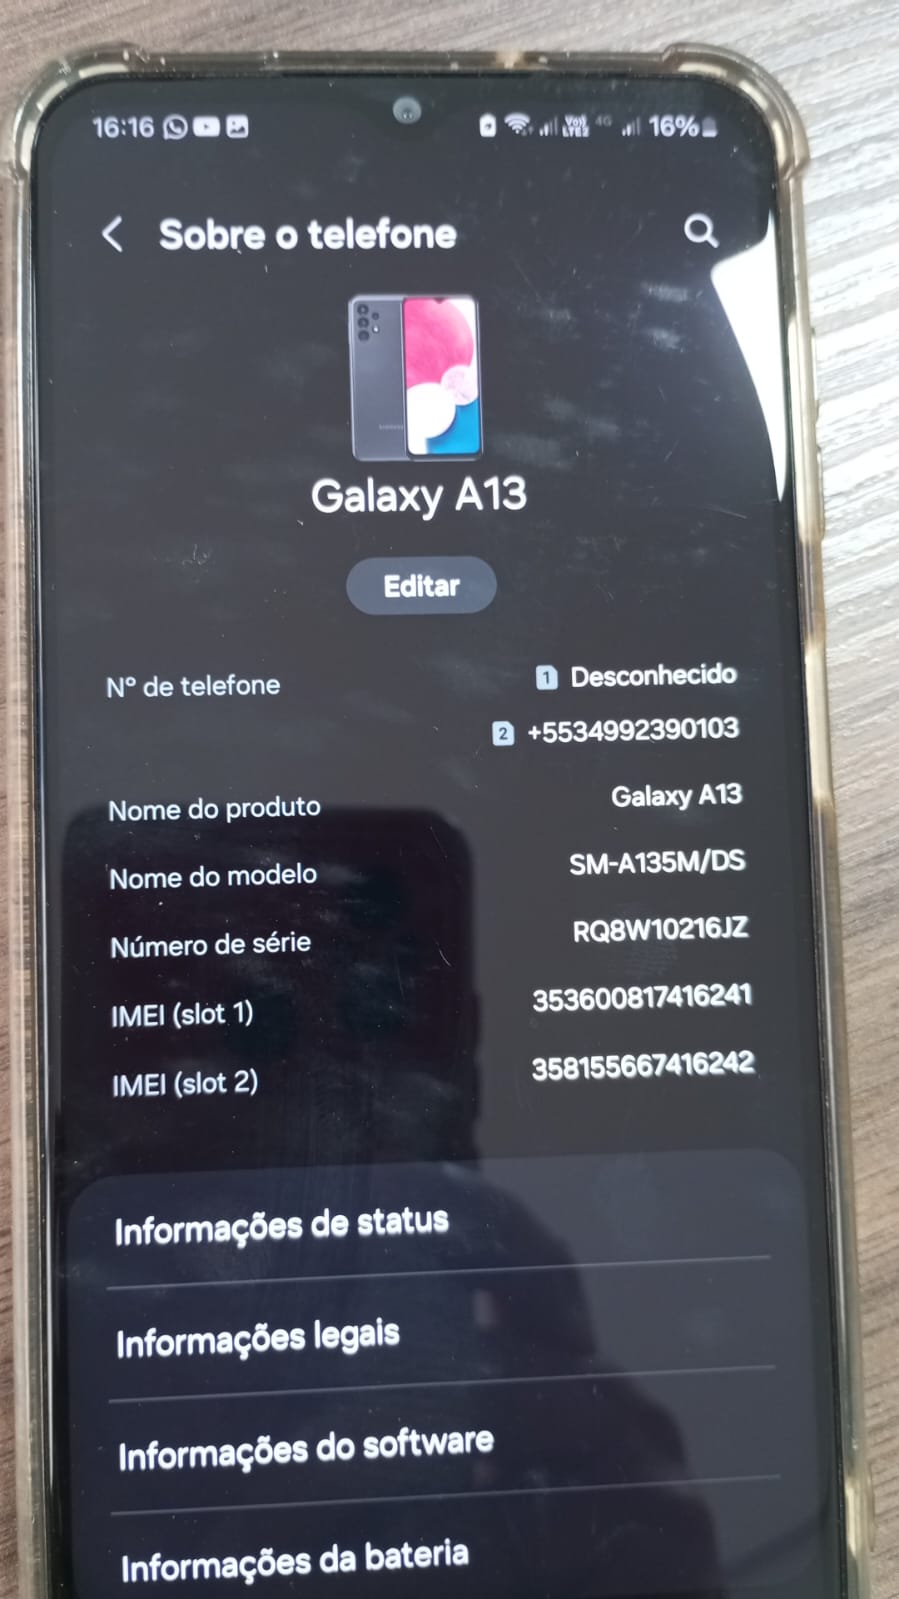 16:16 4G 16%
Sobre o telefone
Galaxy A13
Editar
Nº de telefone 1 Desconhecido
2 +5534992390103
Nome do produto Galaxy A13
Nome do modelo SM-A135M/DS
Número de série RQ8W10216JZ
IMEI (slot 1) 353600817416241
IMEI (slot 2) 358155667416242
Informações de status
Informações legais
Informações do software
Informações da bateria